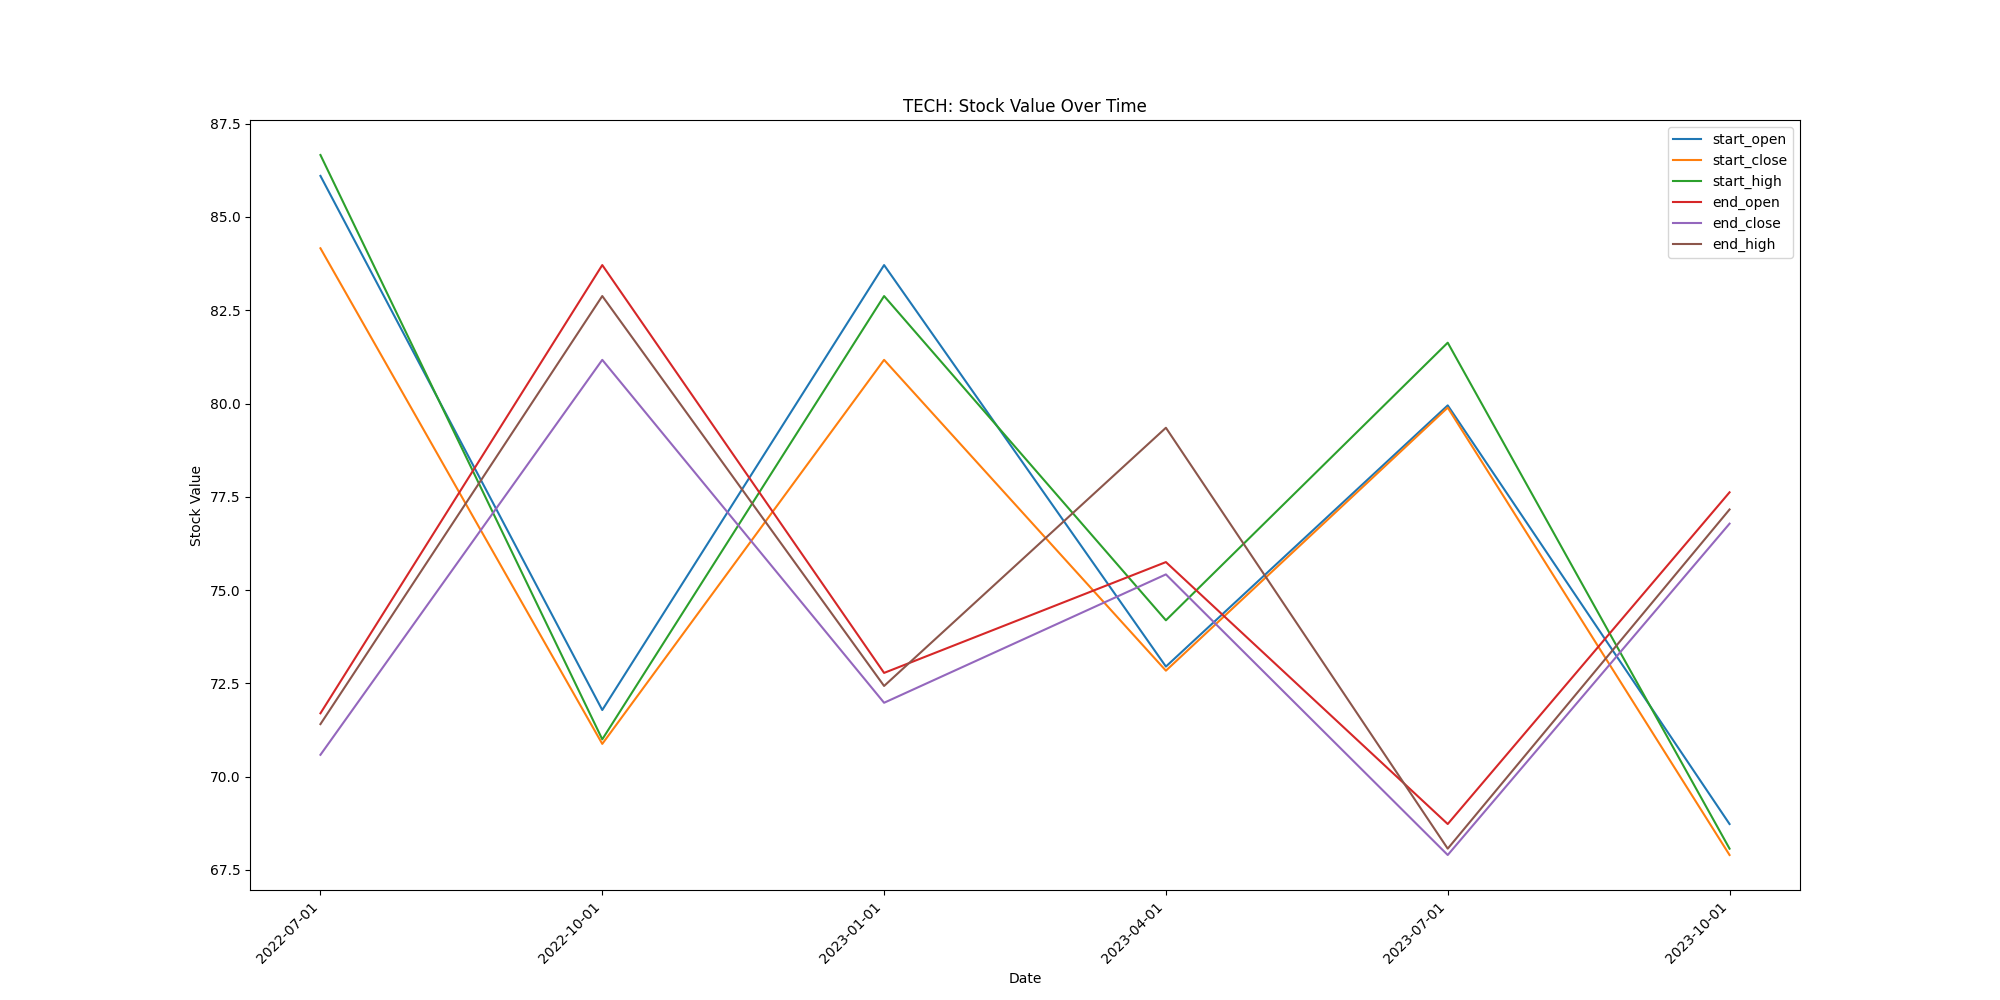 TECH: Stock Value Over Time
87.5
85.0
82.5
80.0
77.5
75.0
72.5
70.0
67.5
Stock Value
start_open
start_close
start_high
end_open
end_close
end_high
2022-07-01
2022-10-01
2023-01-01
2023-04-01
2023-07-01
2023-10-01
Date